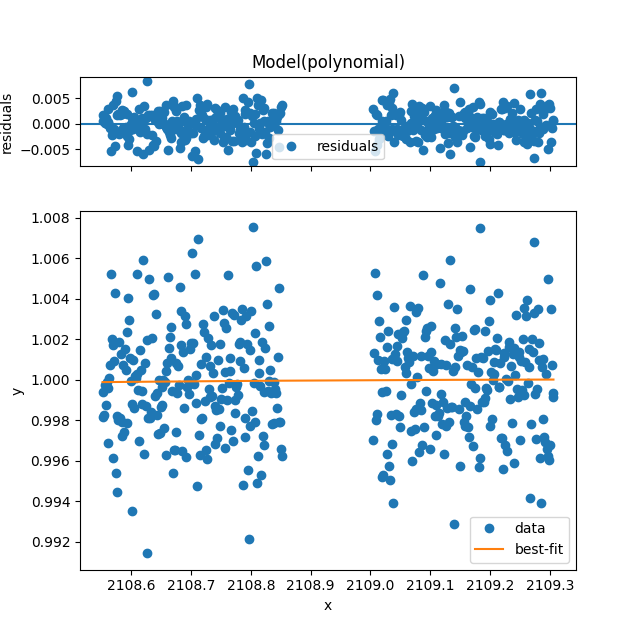 Model(polynomial)
residuals
0.005
0.000
−0.005
residuals
y
1.008
1.006
1.004
1.002
1.000
0.998
0.996
0.994
0.992
data
best-fit
2108.6 2108.7 2108.8 2108.9 2109.0 2109.1 2109.2 2109.3
x